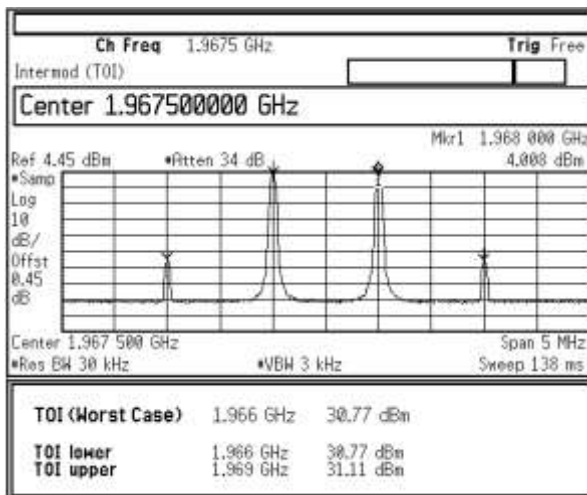 Ch Freq 1.9675 GHz Trig Free
Intermod (TOI)
Center 1.967500000 GHz
Mkr1 1.968 000 GHz
Ref 4.45 dBm *Atten 34 dB 4.008 dBm
*Samp
Log
10
dB/
Offst
0.45
dB
1
Center 1.967 500 GHz Span 5 MHz
*Res BW 30 kHz *VBW 3 kHz Sweep 138 ms
TOI (Worst Case) 1.966 GHz 30.77 dBm
TOI lower 1.966 GHz 30.77 dBm
TOI upper 1.969 GHz 31.11 dBm